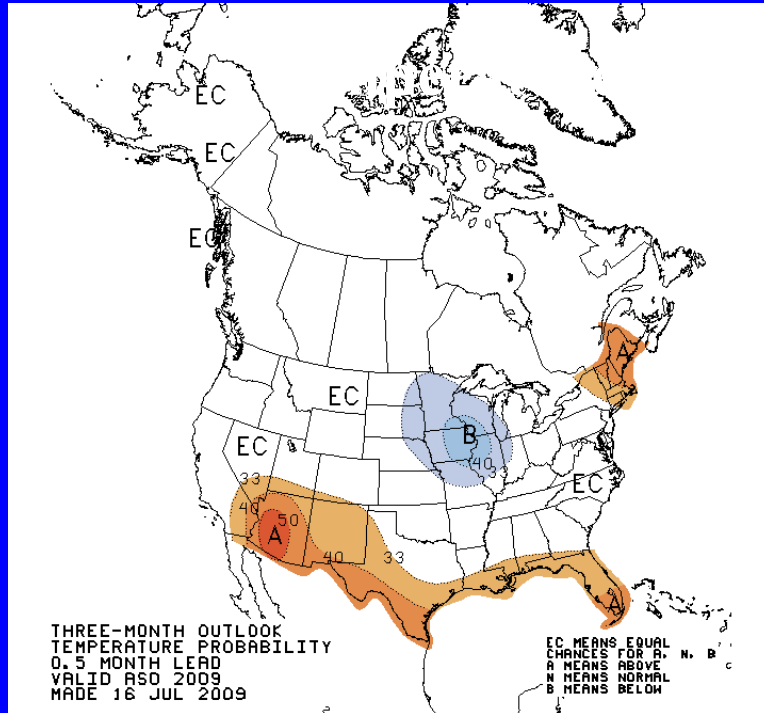 EC
EC
EC
A
EC
B
EC
40
33
33
EC
40
50
A
40
33
A
THREE-MONTH OUTLOOK
TEMPERATURE PROBABILITY
0.5 MONTH LEAD
VALID ASO 2009
MADE 16 JUL 2009
EC MEANS EQUAL
CHANCES FOR A, N, B
A MEANS ABOVE
N MEANS NORMAL
B MEANS BELOW